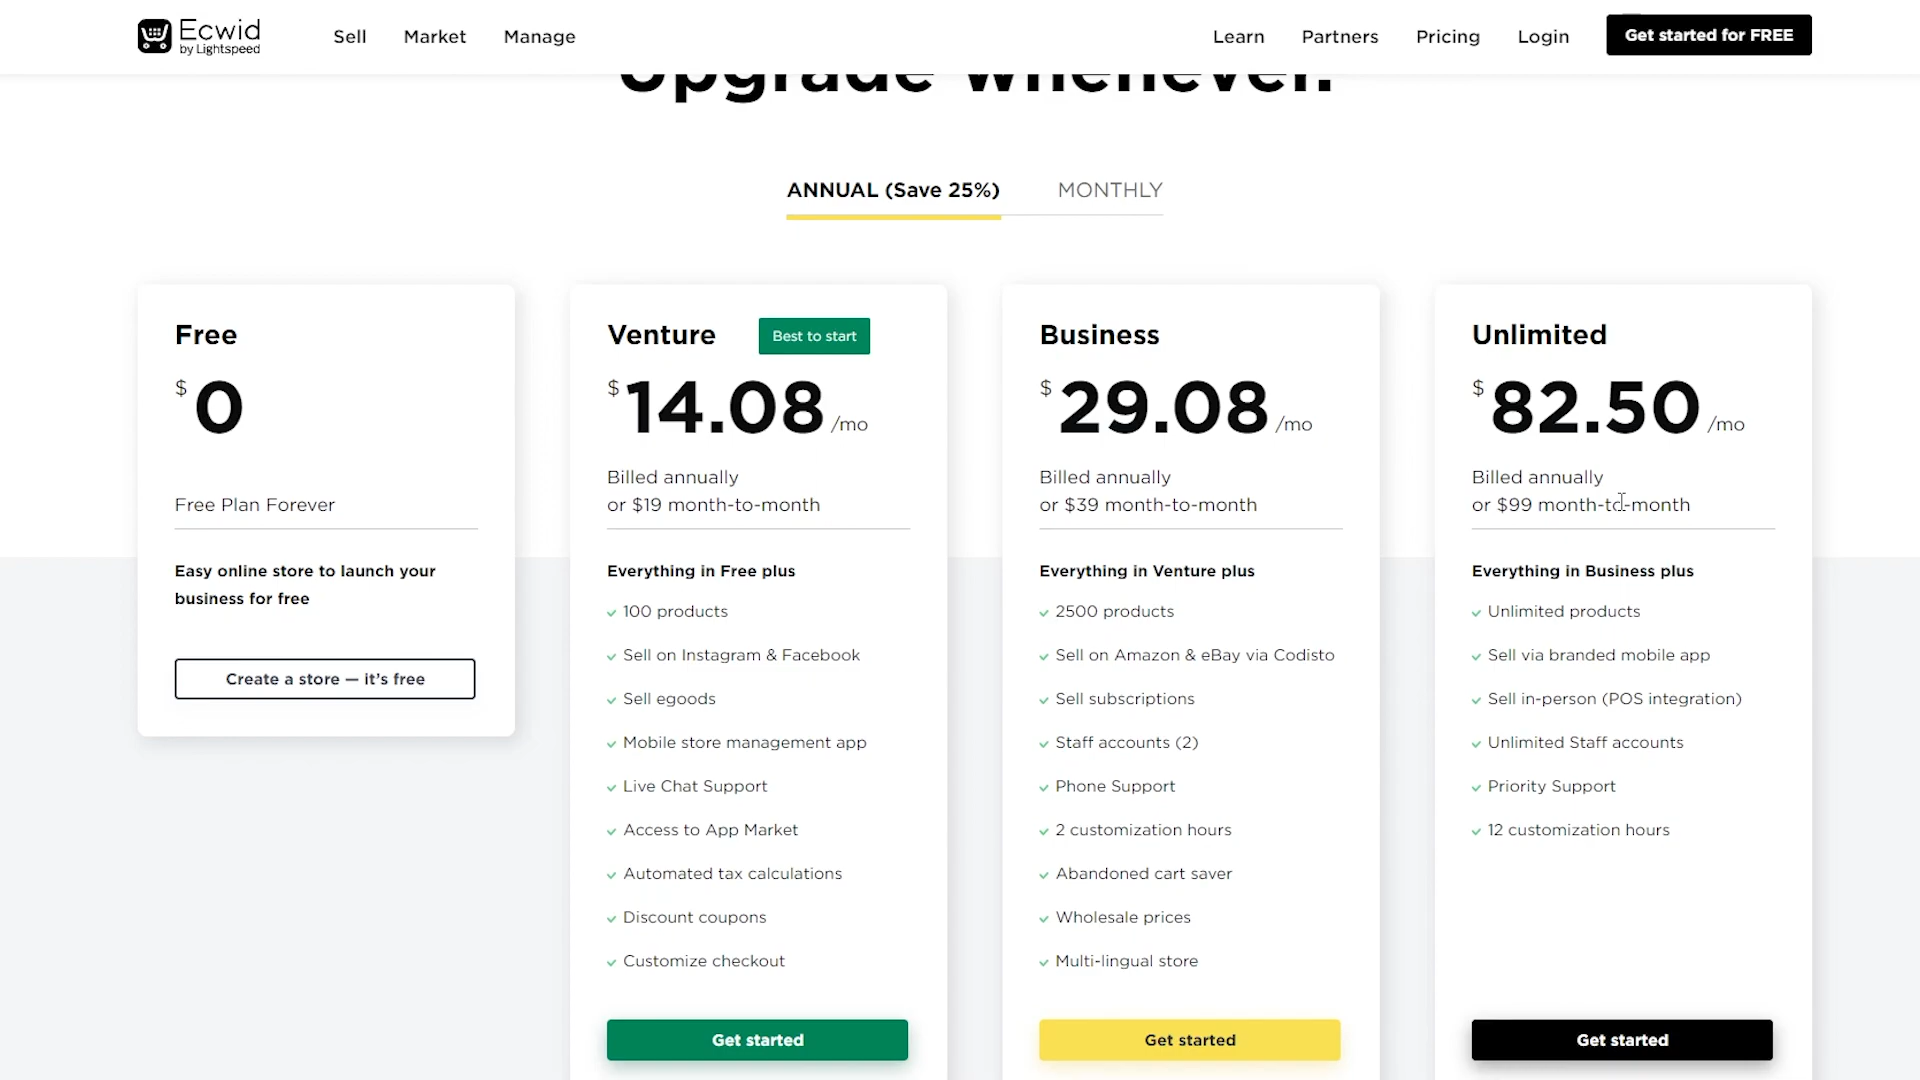 Ecwid
by Lightspeed
Sell
Market
Manage
Learn
Partners
Pricing
Login
Get started for FREE
Upgrade whenever.
ANNUAL (Save 25%)
MONTHLY
Free
$ 0
Free Plan Forever
Easy online store to launch your
business for free
Create a store — it's free
Venture
Best to start
$ 14.08 /mo
Billed annually
or $19 month-to-month
Everything in Free plus
100 products
Sell on Instagram & Facebook
Sell egoods
Mobile store management app
Live Chat Support
Access to App Market
Automated tax calculations
Discount coupons
Customize checkout
Get started
Business
$ 29.08 /mo
Billed annually
or $39 month-to-month
Everything in Venture plus
2500 products
Sell on Amazon & eBay via Codisto
Sell subscriptions
Staff accounts (2)
Phone Support
2 customization hours
Abandoned cart saver
Wholesale prices
Multi-lingual store
Get started
Unlimited
$ 82.50 /mo
Billed annually
or $99 month-to-month
Everything in Business plus
Unlimited products
Sell via branded mobile app
Sell in-person (POS integration)
Unlimited Staff accounts
Priority Support
12 customization hours
Get started